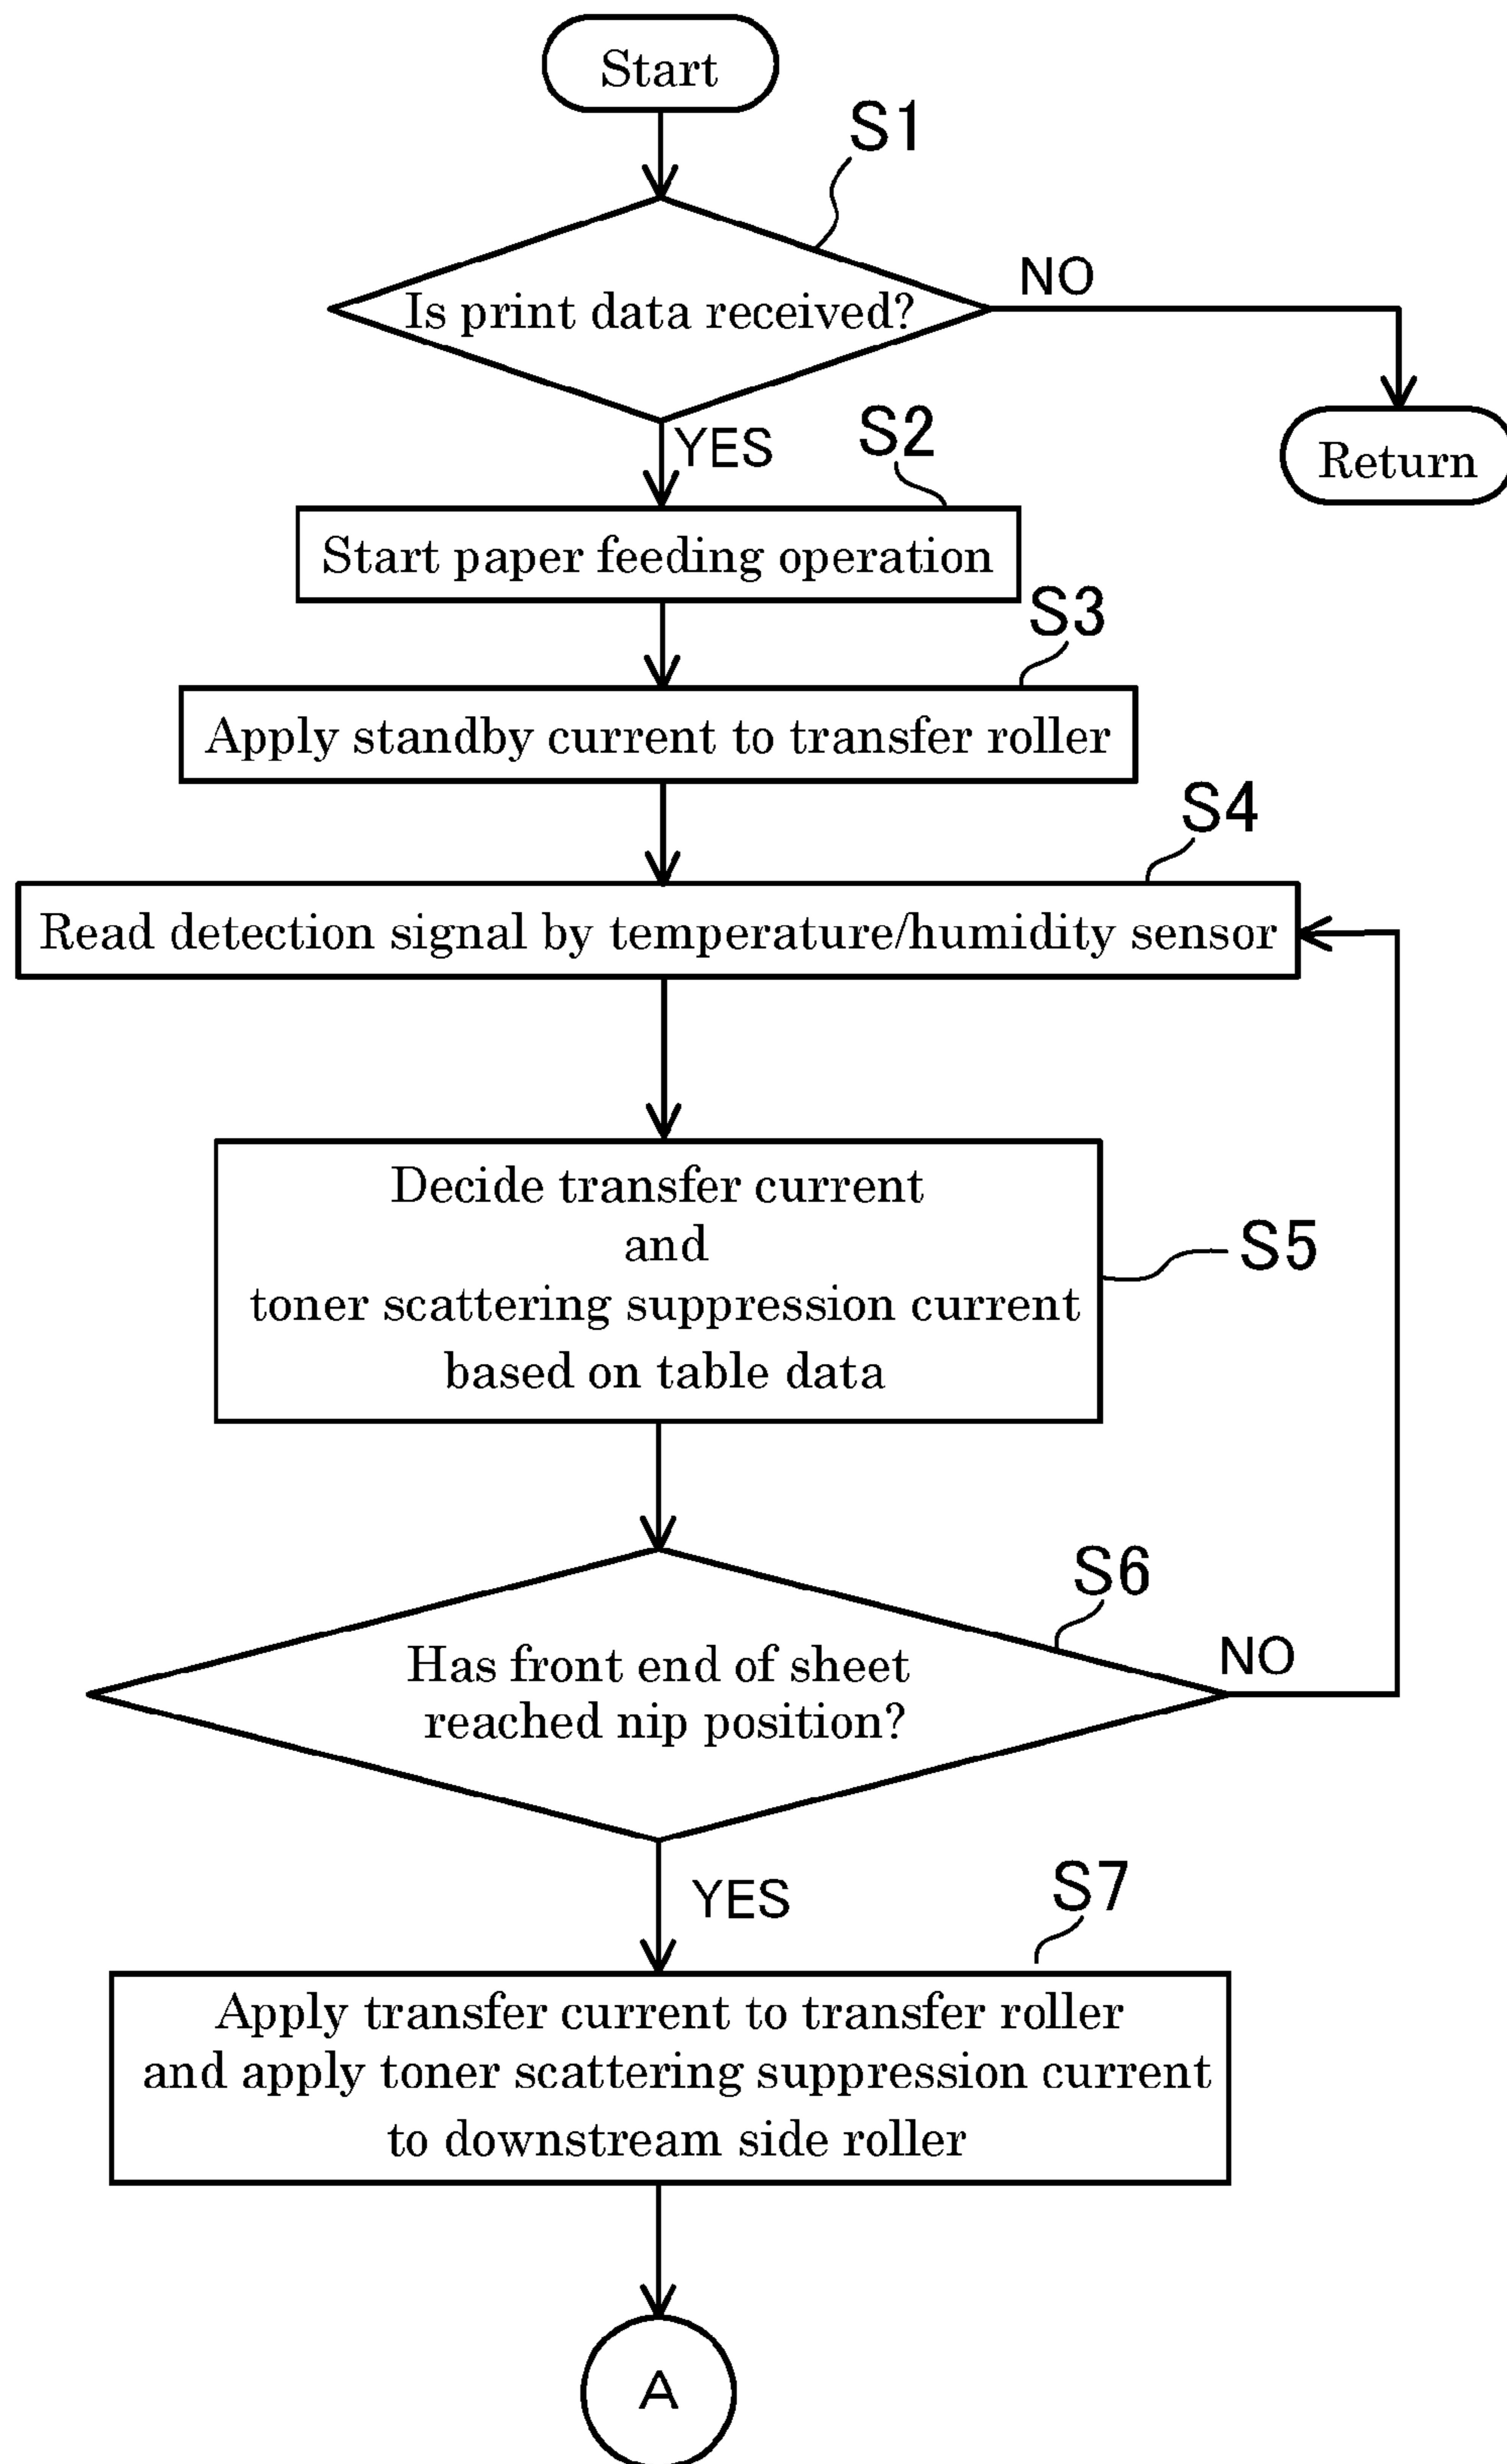 Start
S1
Is print data received?
NO
Return
YES
S2
Start paper feeding operation
S3
Apply standby current to transfer roller
S4
Read detection signal by temperature/humidity sensor
Decide transfer current
and
toner scattering suppression current
based on table data
S5
S6
Has front end of sheet
reached nip position?
NO
YES
S7
Apply transfer current to transfer roller
and apply toner scattering suppression current
to downstream side roller
A